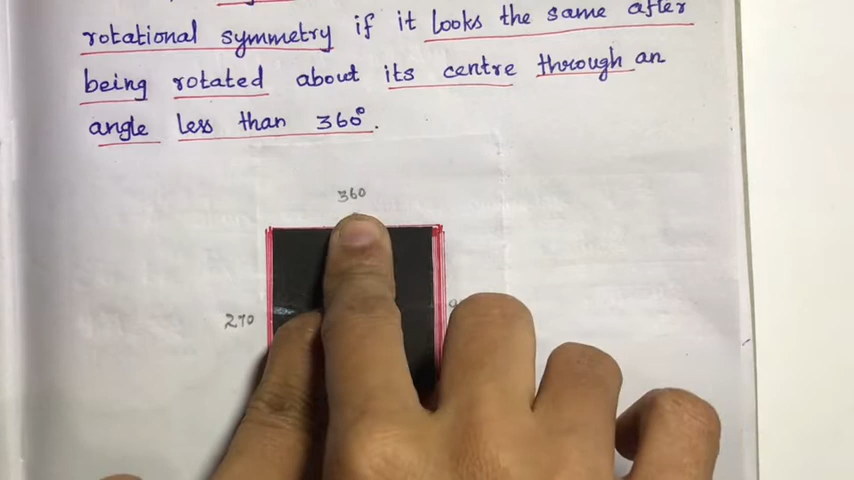 rotational symmetry if it looks the same after
being rotated about its centre through an
angle less than 360°.
360
270